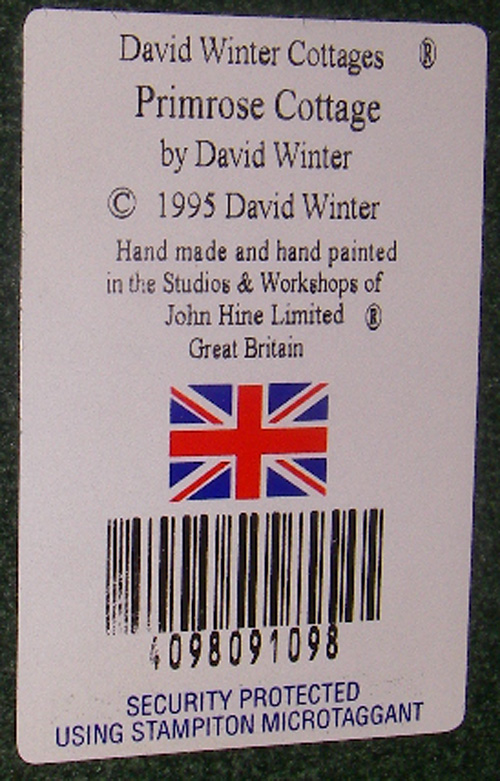 David Winter Cottages ®
Primrose Cottage
by David Winter
© 1995 David Winter
Hand made and hand painted
in the Studios & Workshops of
John Hine Limited ®
Great Britain
4098091098
SECURITY PROTECTED
USING STAMPITON MICROTAGGANT